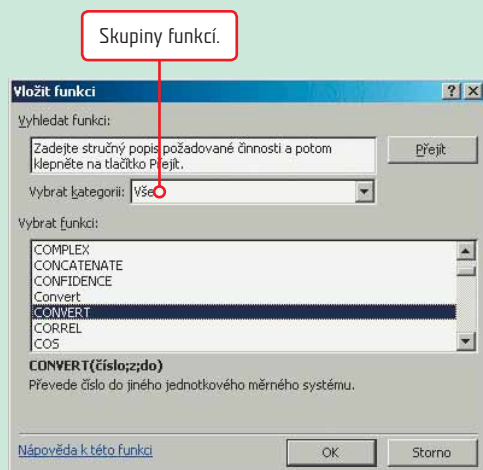 Skupiny funkcí.
Vložit funkci
Vyhledat funkci:
Zadejte stručný popis požadované činnosti a potom
klepněte na tlačítko Přejít.
Přejít
Vybrat kategorii: Vše
Vybrat funkci:
COMPLEX
CONCATENATE
CONFIDENCE
Convert
CONVERT
CORREL
COS
CONVERT(číslo;z;do)
Převede číslo do jiného jednotkového měrného systému.
Nápověda k této funkci
OK
Storno